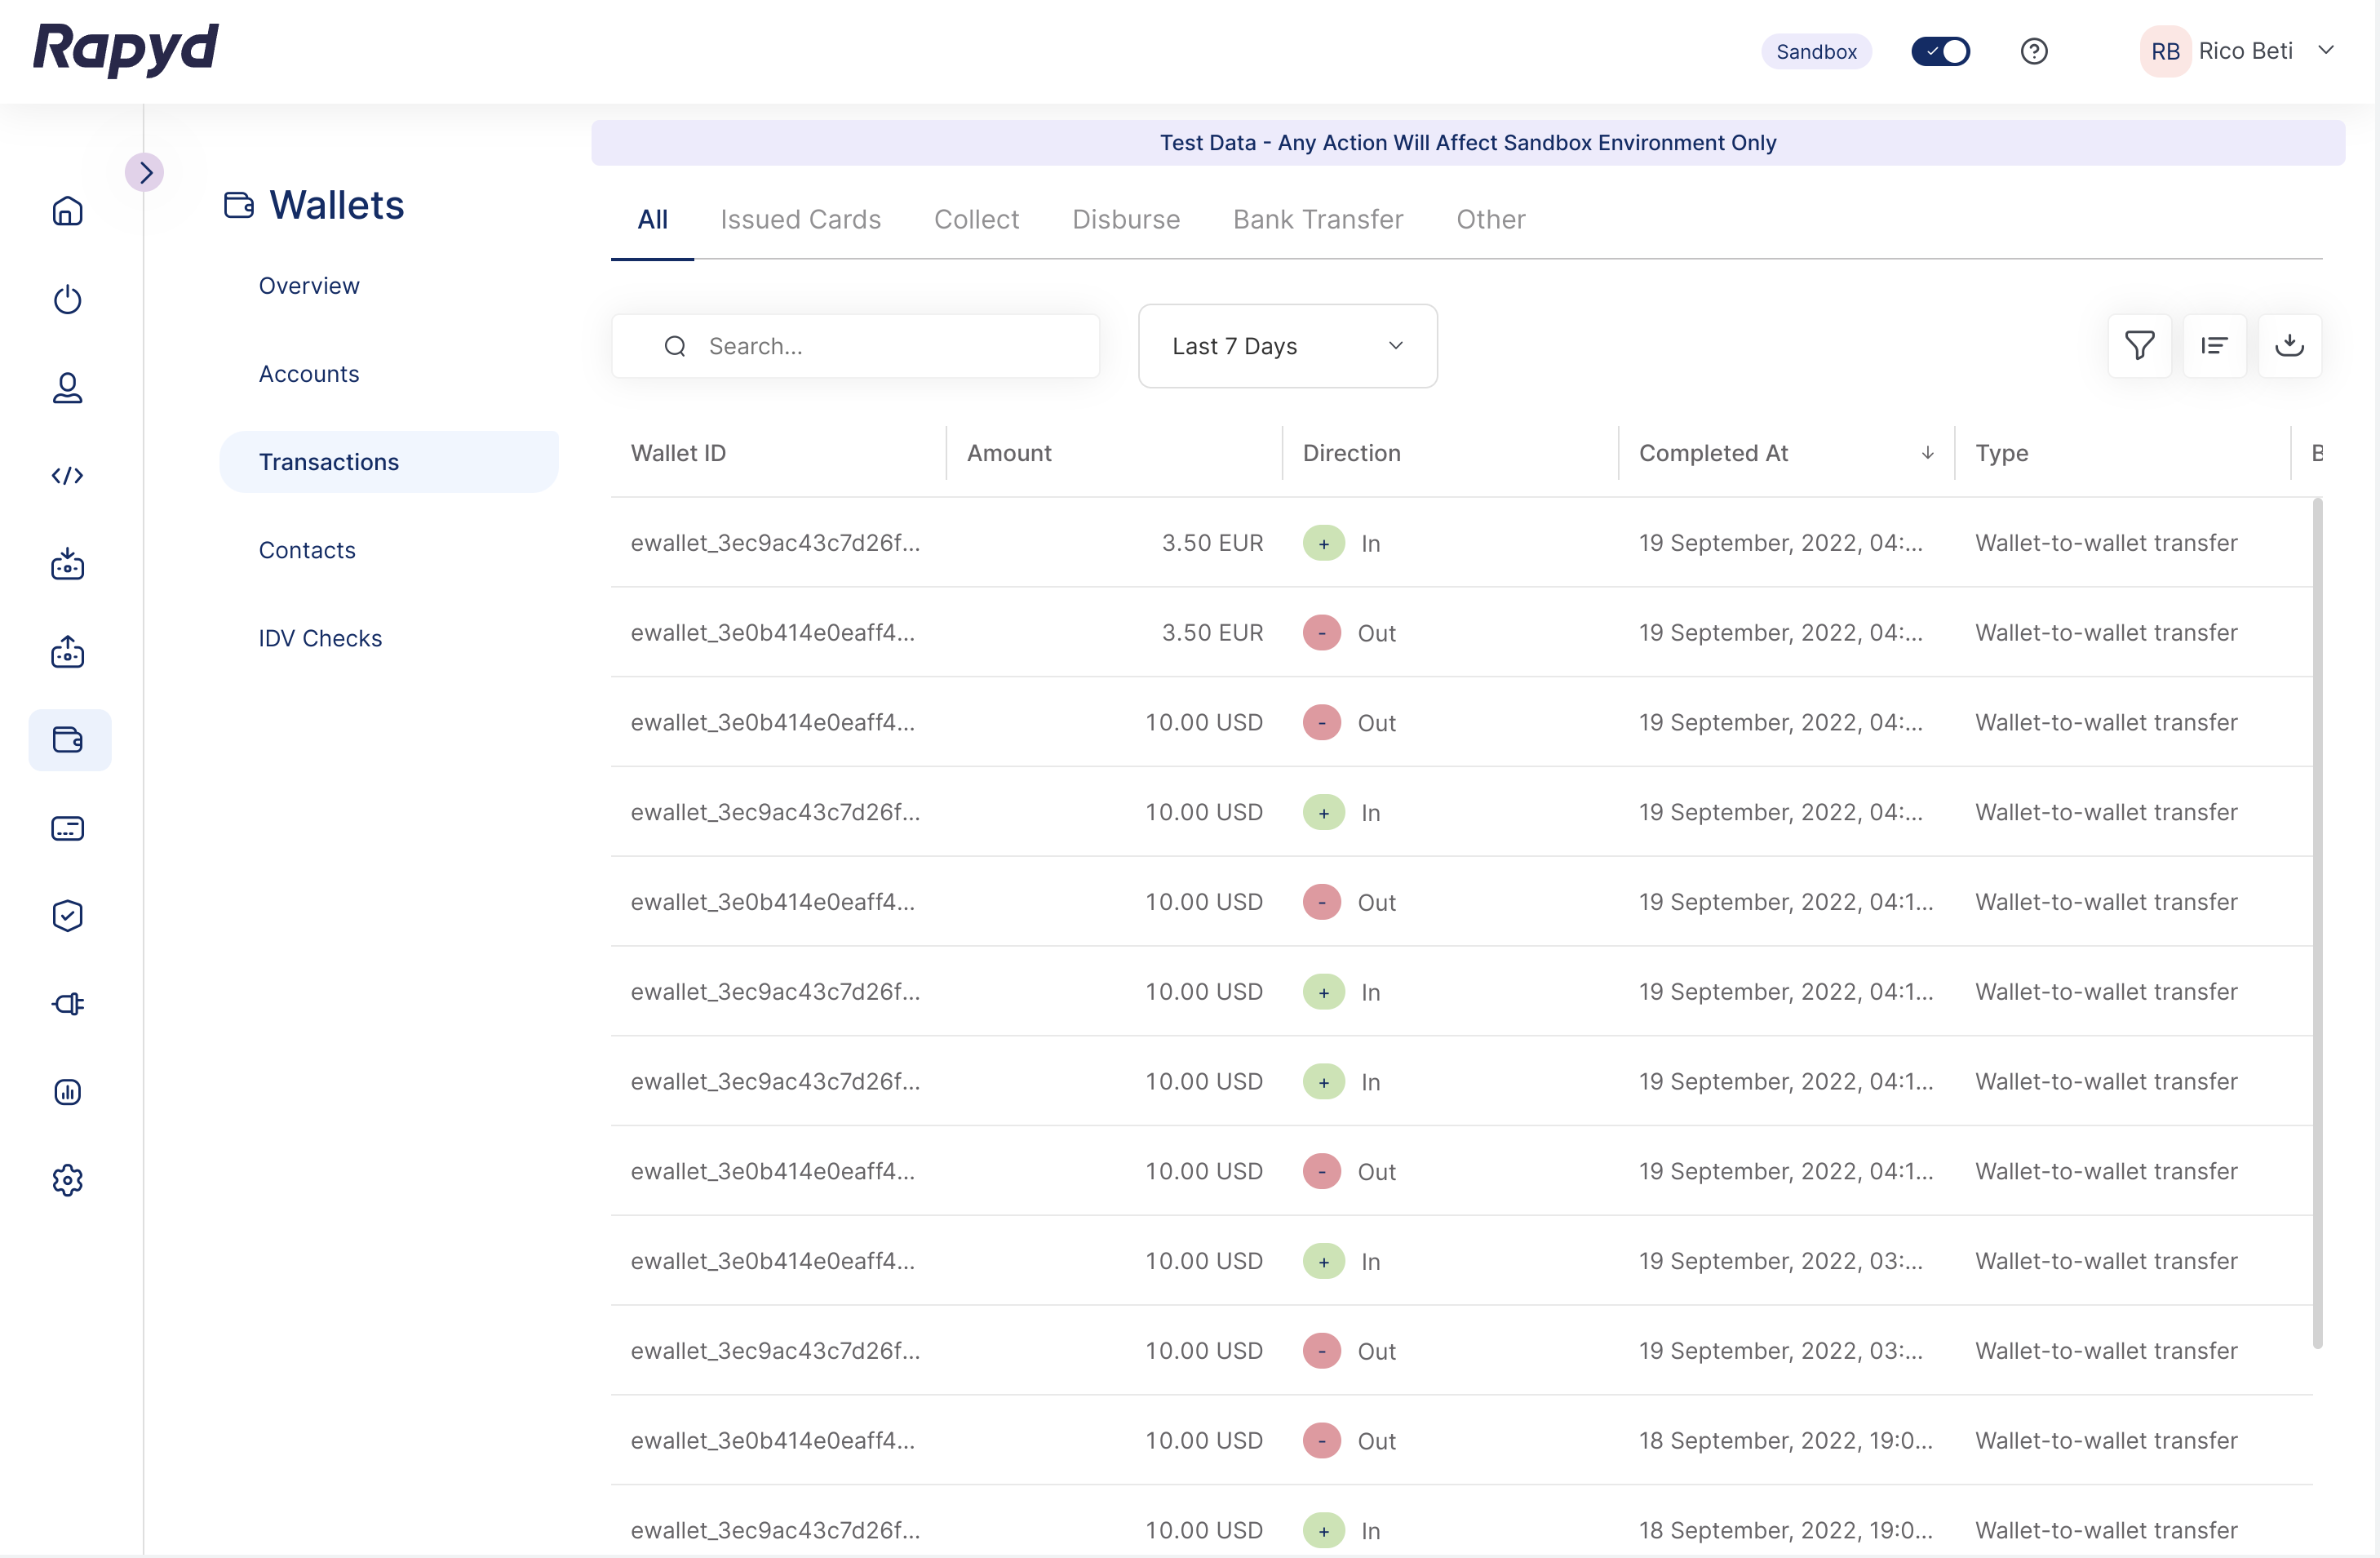 Rapyd
Sandbox
RB Rico Beti
Test Data - Any Action Will Affect Sandbox Environment Only
Wallets
Overview
Accounts
Transactions
Contacts
IDV Checks
All Issued Cards Collect Disburse Bank Transfer Other
Search... Last 7 Days
Wallet ID Amount Direction Completed At Type B
ewallet_3ec9ac43c7d26f... 3.50 EUR + In 19 September, 2022, 04:... Wallet-to-wallet transfer
ewallet_3e0b414e0eaff4... 3.50 EUR - Out 19 September, 2022, 04:... Wallet-to-wallet transfer
ewallet_3e0b414e0eaff4... 10.00 USD - Out 19 September, 2022, 04:... Wallet-to-wallet transfer
ewallet_3ec9ac43c7d26f... 10.00 USD + In 19 September, 2022, 04:... Wallet-to-wallet transfer
ewallet_3e0b414e0eaff4... 10.00 USD - Out 19 September, 2022, 04:1... Wallet-to-wallet transfer
ewallet_3ec9ac43c7d26f... 10.00 USD + In 19 September, 2022, 04:1... Wallet-to-wallet transfer
ewallet_3ec9ac43c7d26f... 10.00 USD + In 19 September, 2022, 04:1... Wallet-to-wallet transfer
ewallet_3e0b414e0eaff4... 10.00 USD - Out 19 September, 2022, 04:1... Wallet-to-wallet transfer
ewallet_3e0b414e0eaff4... 10.00 USD + In 19 September, 2022, 03:... Wallet-to-wallet transfer
ewallet_3ec9ac43c7d26f... 10.00 USD - Out 19 September, 2022, 03:... Wallet-to-wallet transfer
ewallet_3e0b414e0eaff4... 10.00 USD - Out 18 September, 2022, 19:0... Wallet-to-wallet transfer
ewallet_3ec9ac43c7d26f... 10.00 USD + In 18 September, 2022, 19:0... Wallet-to-wallet transfer